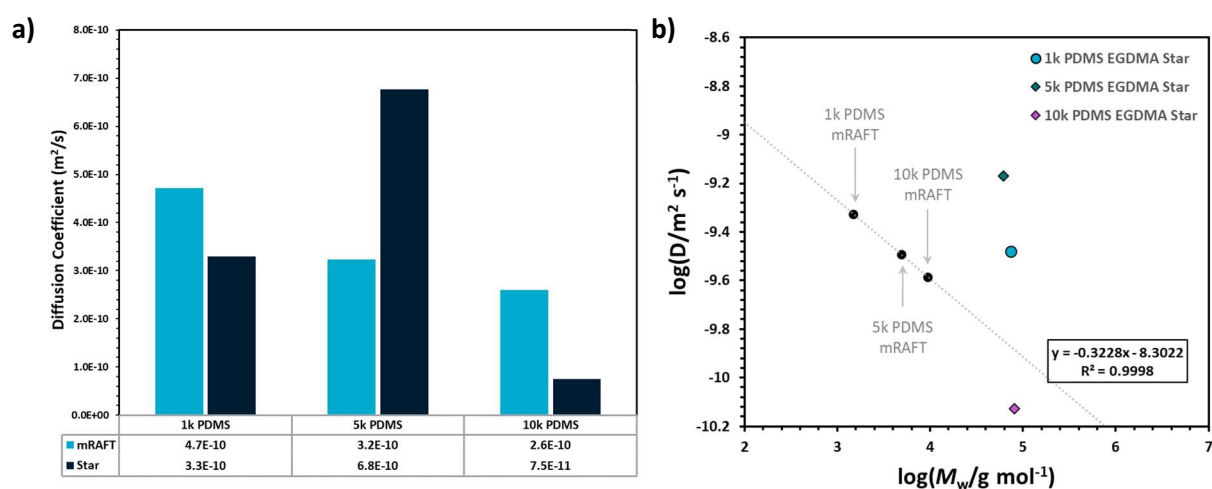 a)
8.0E-10
7.0E-10
6.0E-10
5.0E-10
4.0E-10
3.0E-10
2.0E-10
1.0E-10
0.0E+00
Diffusion Coefficient (m²/s)
1k PDMS 5k PDMS 10k PDMS
mRAFT 4.7E-10 3.2E-10 2.6E-10
Star 3.3E-10 6.8E-10 7.5E-11
b)
-8.6
-8.8
-9
-9.2
-9.4
-9.6
-9.8
-10
-10.2
log(D/m² s⁻¹)
1k PDMS EGDMA Star
5k PDMS EGDMA Star
10k PDMS EGDMA Star
1k PDMS
mRAFT
10k PDMS
mRAFT
5k PDMS
mRAFT
y = -0.3228x - 8.3022
R² = 0.9998
2 3 4 5 6 7
log(Mw/g mol⁻¹)